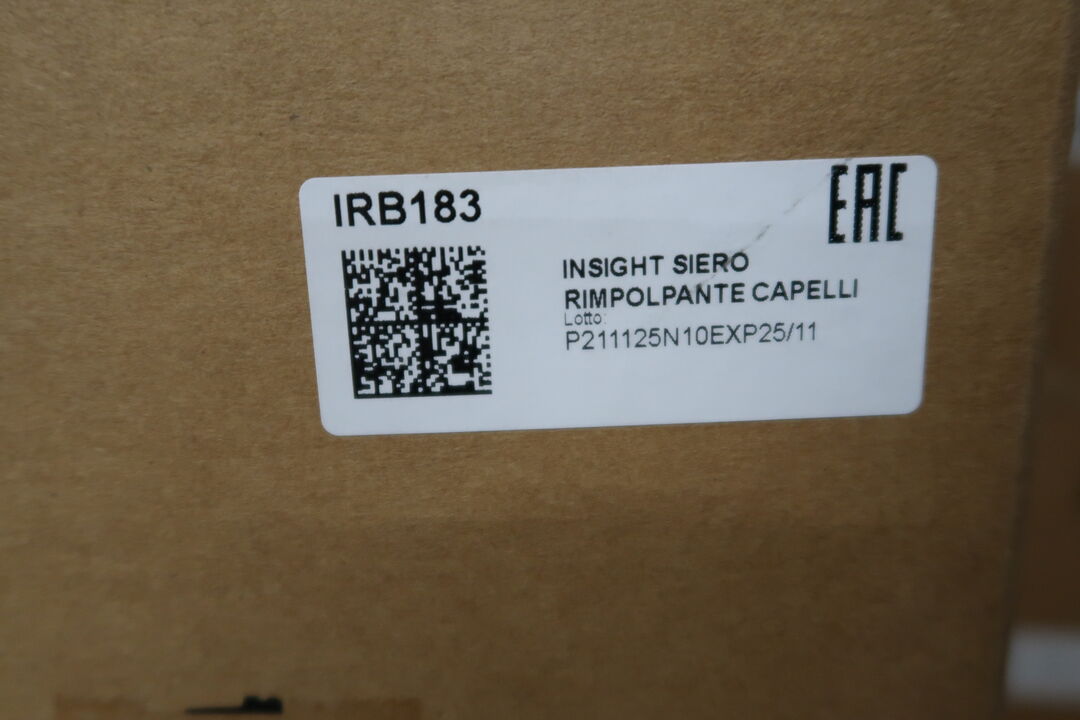 IRB183
EAC
INSIGHT SIERO
RIMPOLPANTE CAPELLI
Lotto:
P211125N10EXP25/11